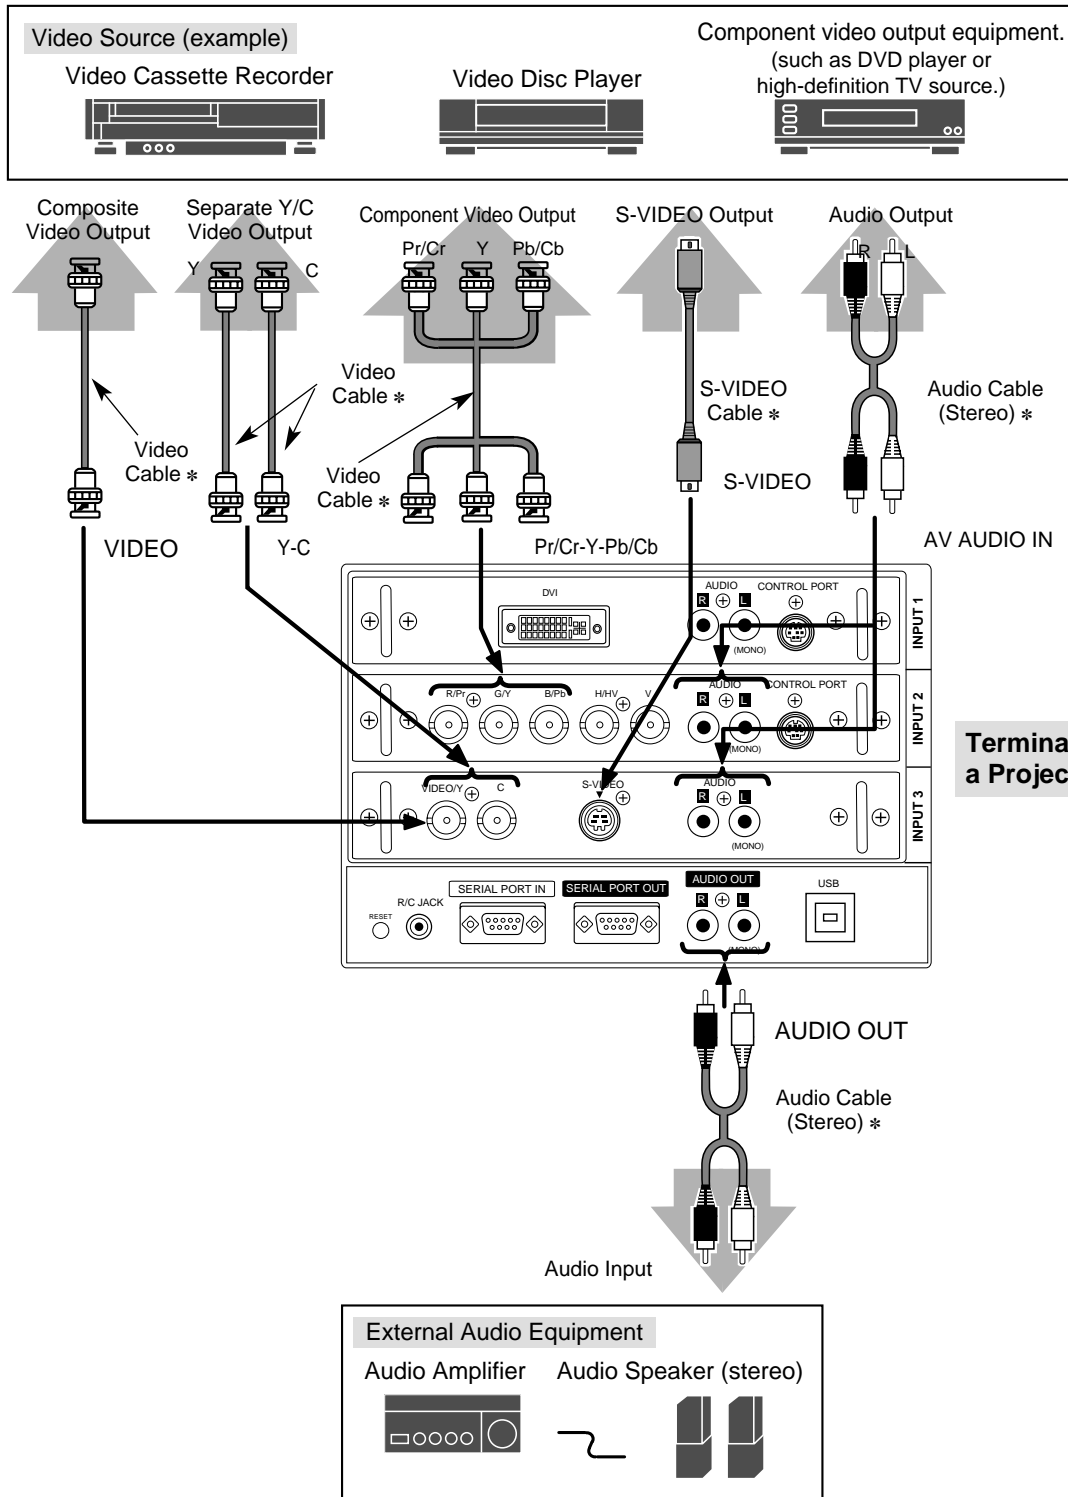 Video Source (example)
Component video output equipment.
(such as DVD player or
high-definition TV source.)
Video Cassette Recorder
Video Disc Player
Composite
Video Output
Separate Y/C
Video Output
Component Video Output
S-VIDEO Output
Audio Output
Y
C
Pr/Cr
Y
Pb/Cb
R
L
Video
Cable *
S-VIDEO
Cable *
Audio Cable
(Stereo) *
Video
Cable *
Video
Cable *
S-VIDEO
VIDEO
Y-C
Pr/Cr-Y-Pb/Cb
AV AUDIO IN
DVI
AUDIO
R
L
(MONO)
CONTROL PORT
INPUT 1
R/Pr
G/Y
B/Pb
H/HV
V
AUDIO
R
L
(MONO)
CONTROL PORT
INPUT 2
VIDEO/Y
C
S-VIDEO
AUDIO
R
L
(MONO)
INPUT 3
RESET
R/C JACK
SERIAL PORT IN
SERIAL PORT OUT
AUDIO OUT
R
L
(MONO)
USB
AUDIO OUT
Audio Cable
(Stereo) *
Audio Input
External Audio Equipment
Audio Amplifier
Audio Speaker (stereo)